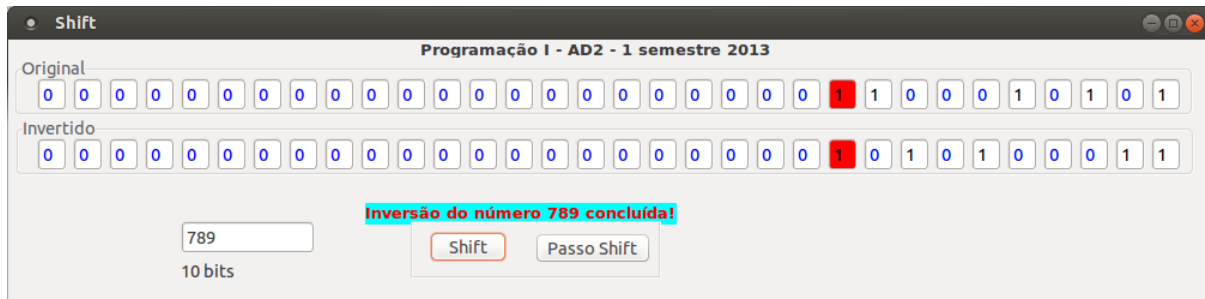 Shift
Programação I - AD2 - 1 semestre 2013
Original
0 0 0 0 0 0 0 0 0 0 0 0 0 0 0 0 0 0 0 0 0 0 1 1 0 0 0 1 0 1 0 1
Invertido
0 0 0 0 0 0 0 0 0 0 0 0 0 0 0 0 0 0 0 0 0 0 1 0 1 0 1 0 0 0 1 1
Inversão do número 789 concluída!
789 Shift Passo Shift
10 bits